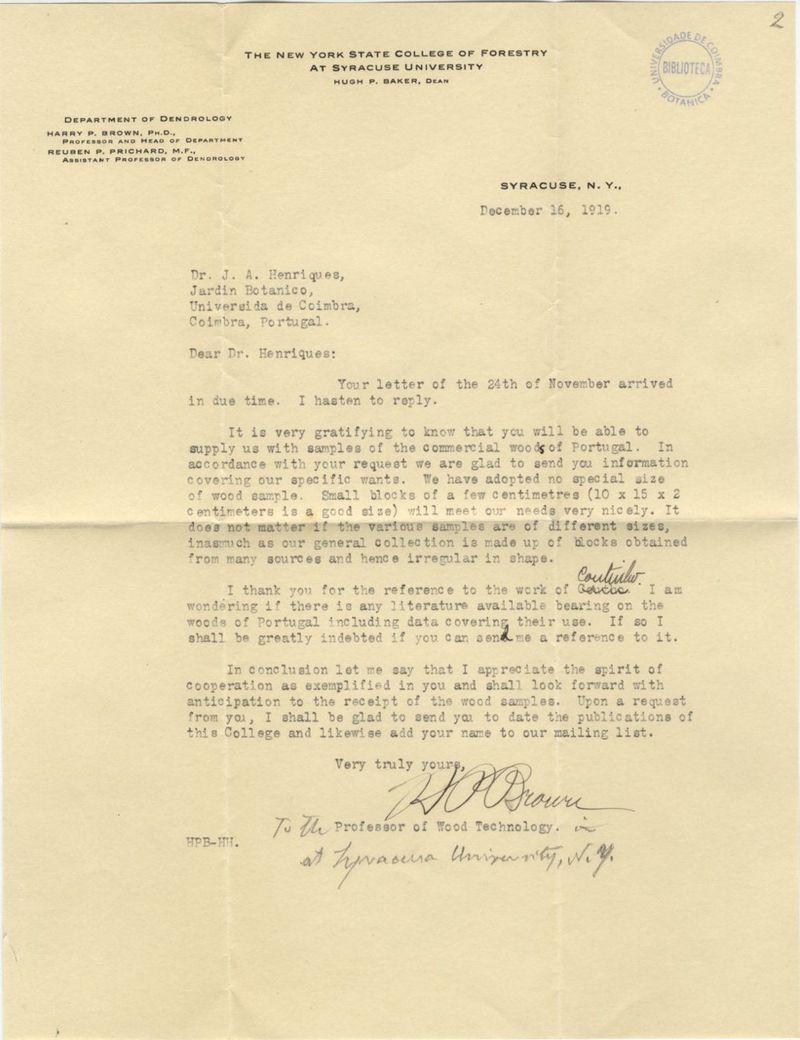 2
THE NEW YORK STATE COLLEGE OF FORESTRY
AT SYRACUSE UNIVERSITY
HUGH P. BAKER, DEAN
UNIVERSIDADE DE COIMBRA
BIBLIOTECA
BOTANICA
DEPARTMENT OF DENDROLOGY
HARRY P. BROWN, PH.D.,
PROFESSOR AND HEAD OF DEPARTMENT
REUBEN P. PRICHARD, M.F.,
ASSISTANT PROFESSOR OF DENDROLOGY
SYRACUSE, N. Y.,
December 16, 1919.
Dr. J. A. Henriques,
Jardin Botanico,
Universida de Coimbra,
Coimbra, Portugal.
Dear Dr. Henriques:
Your letter of the 24th of November arrived
in due time. I hasten to reply.
It is very gratifying to know that you will be able to
supply us with samples of the commercial woods of Portugal. In
accordance with your request we are glad to send you information
covering our specific wants. We have adopted no special size
of wood sample. Small blocks of a few centimetres (10 x 15 x 2
centimeters is a good size) will meet our needs very nicely. It
does not matter if the various samples are of different sizes,
inasmuch as our general collection is made up of blocks obtained
from many sources and hence irregular in shape.
Coutinho.
I thank you for the reference to the work of I am
wondering if there is any literature available bearing on the
woods of Portugal including data covering their use. If so I
shall be greatly indebted if you can send me a reference to it.
In conclusion let me say that I appreciate the spirit of
cooperation as exemplified in you and shall look forward with
anticipation to the receipt of the wood samples. Upon a request
from you, I shall be glad to send you to date the publications of
this College and likewise add your name to our mailing list.
Very truly yours,
H P Brown
To the Professor of Wood Technology. in
HPB-HH.
at Syracuse University, N.Y.